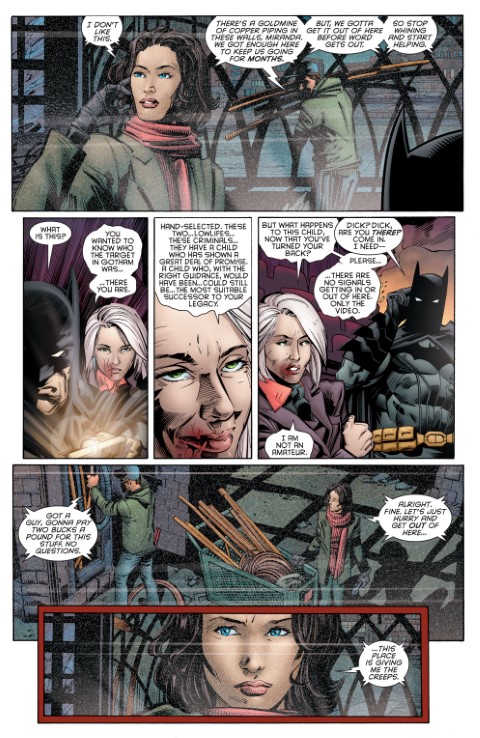 I DON'T
LIKE
THIS.
THERE'S A GOLDMINE
OF COPPER PIPING IN
THESE WALLS, MIRANDA.
WE GOT ENOUGH HERE
TO KEEP US GOING
FOR MONTHS.
BUT, WE GOTTA
GET IT OUT OF HERE
BEFORE WORD
GETS OUT.
SO STOP
WHINING
AND START
HELPING.
WHAT
IS THIS?
YOU
WANTED TO
KNOW WHO
THE TARGET
IN GOTHAM
WAS...
...THERE
YOU ARE.
HAND-SELECTED. THESE
TWO...LOWLIFES...
THESE CRIMINALS...
THEY HAVE A CHILD
WHO HAS SHOWN A
GREAT DEAL OF PROMISE.
A CHILD WHO, WITH THE
RIGHT GUIDANCE, WOULD
HAVE BEEN...COULD STILL
BE...THE MOST SUITABLE
SUCCESSOR TO YOUR
LEGACY.
BUT WHAT HAPPENS
TO THIS CHILD,
NOW THAT YOU'VE
TURNED YOUR
BACK?
DICK? DICK,
ARE YOU THERE?
COME IN.
I NEED--
PLEASE...
...THERE ARE
NO SIGNALS
GETTING IN OR
OUT OF HERE.
ONLY THE
VIDEO.
I AM
NOT AN
AMATEUR.
GOT A
GUY, GONNA PAY
TWO BUCKS A
POUND FOR THIS
STUFF. NO
QUESTIONS.
ALRIGHT.
FINE. LET'S JUST
HURRY AND
GET OUT OF
HERE...
...THIS
PLACE
IS GIVING ME
THE CREEPS.